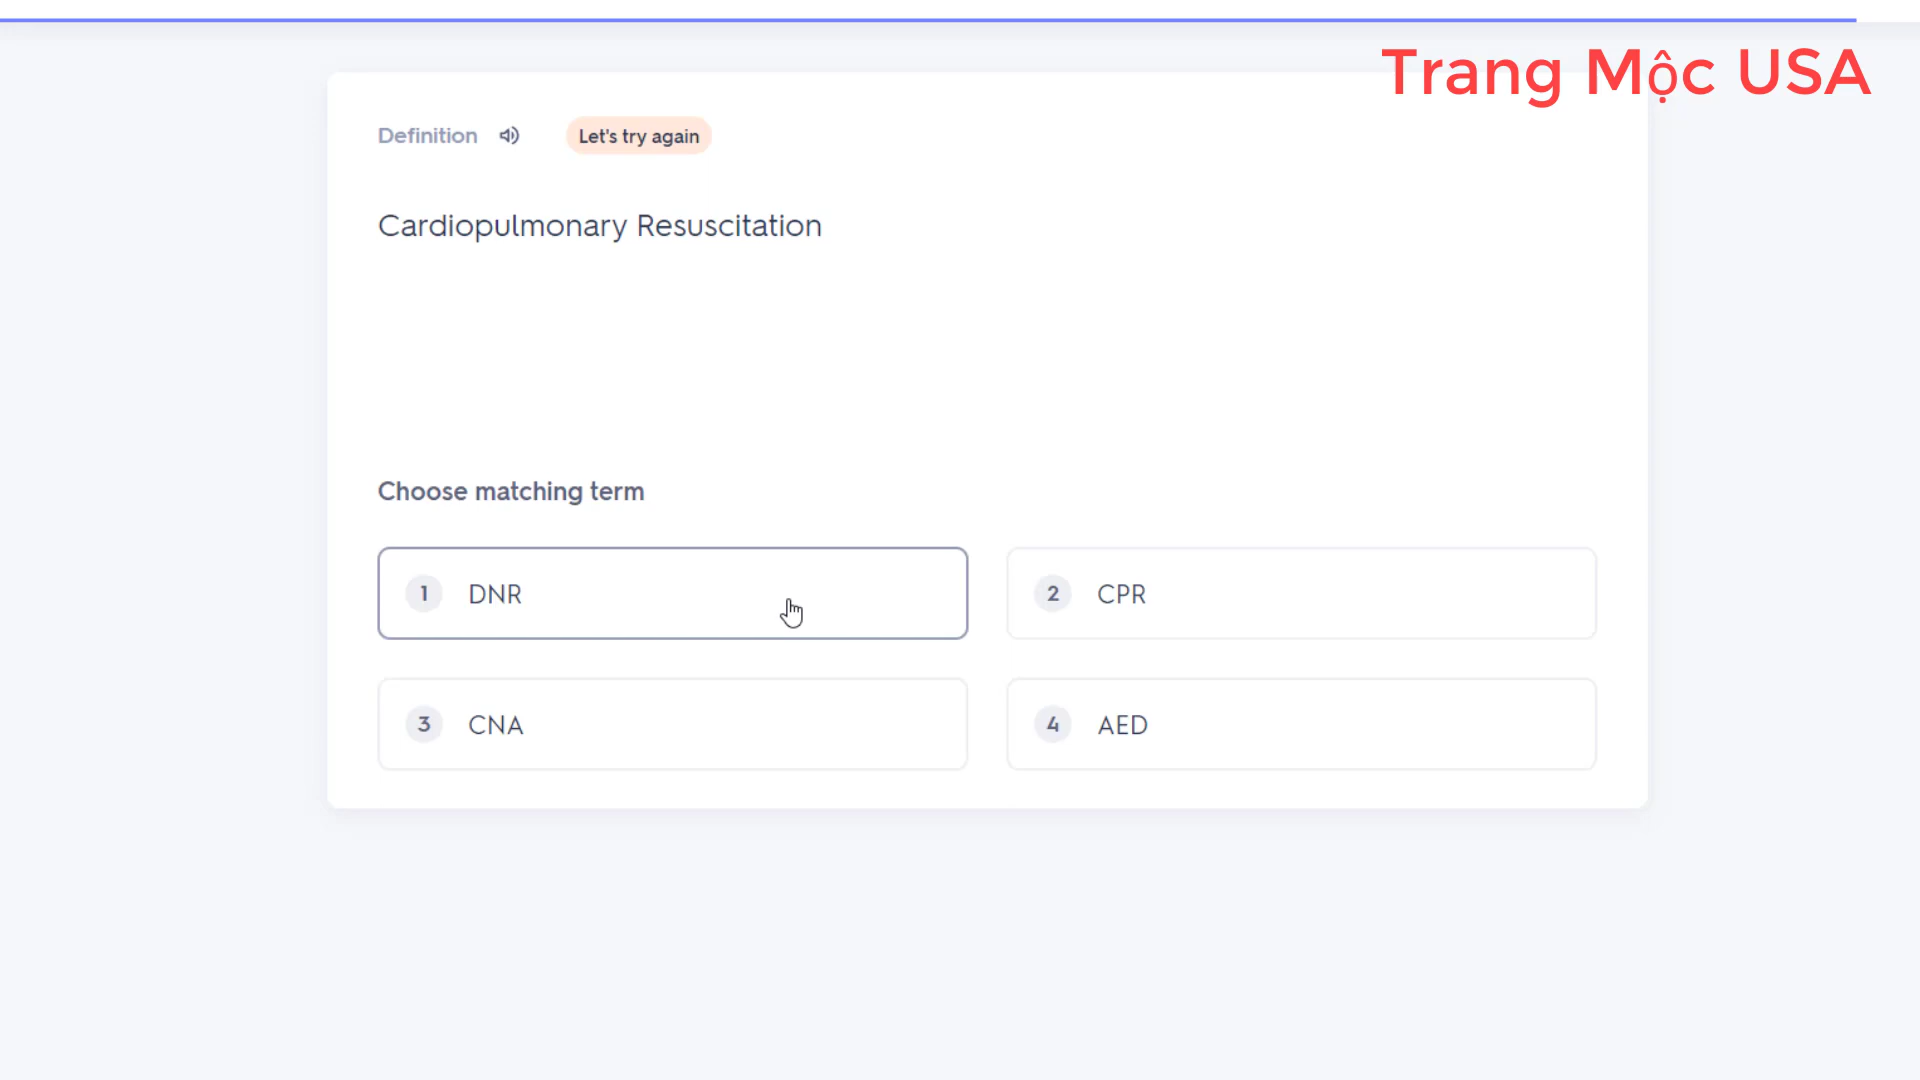 Trang Mộc USA
Definition
Let's try again
Cardiopulmonary Resuscitation
Choose matching term
1 DNR
2 CPR
3 CNA
4 AED